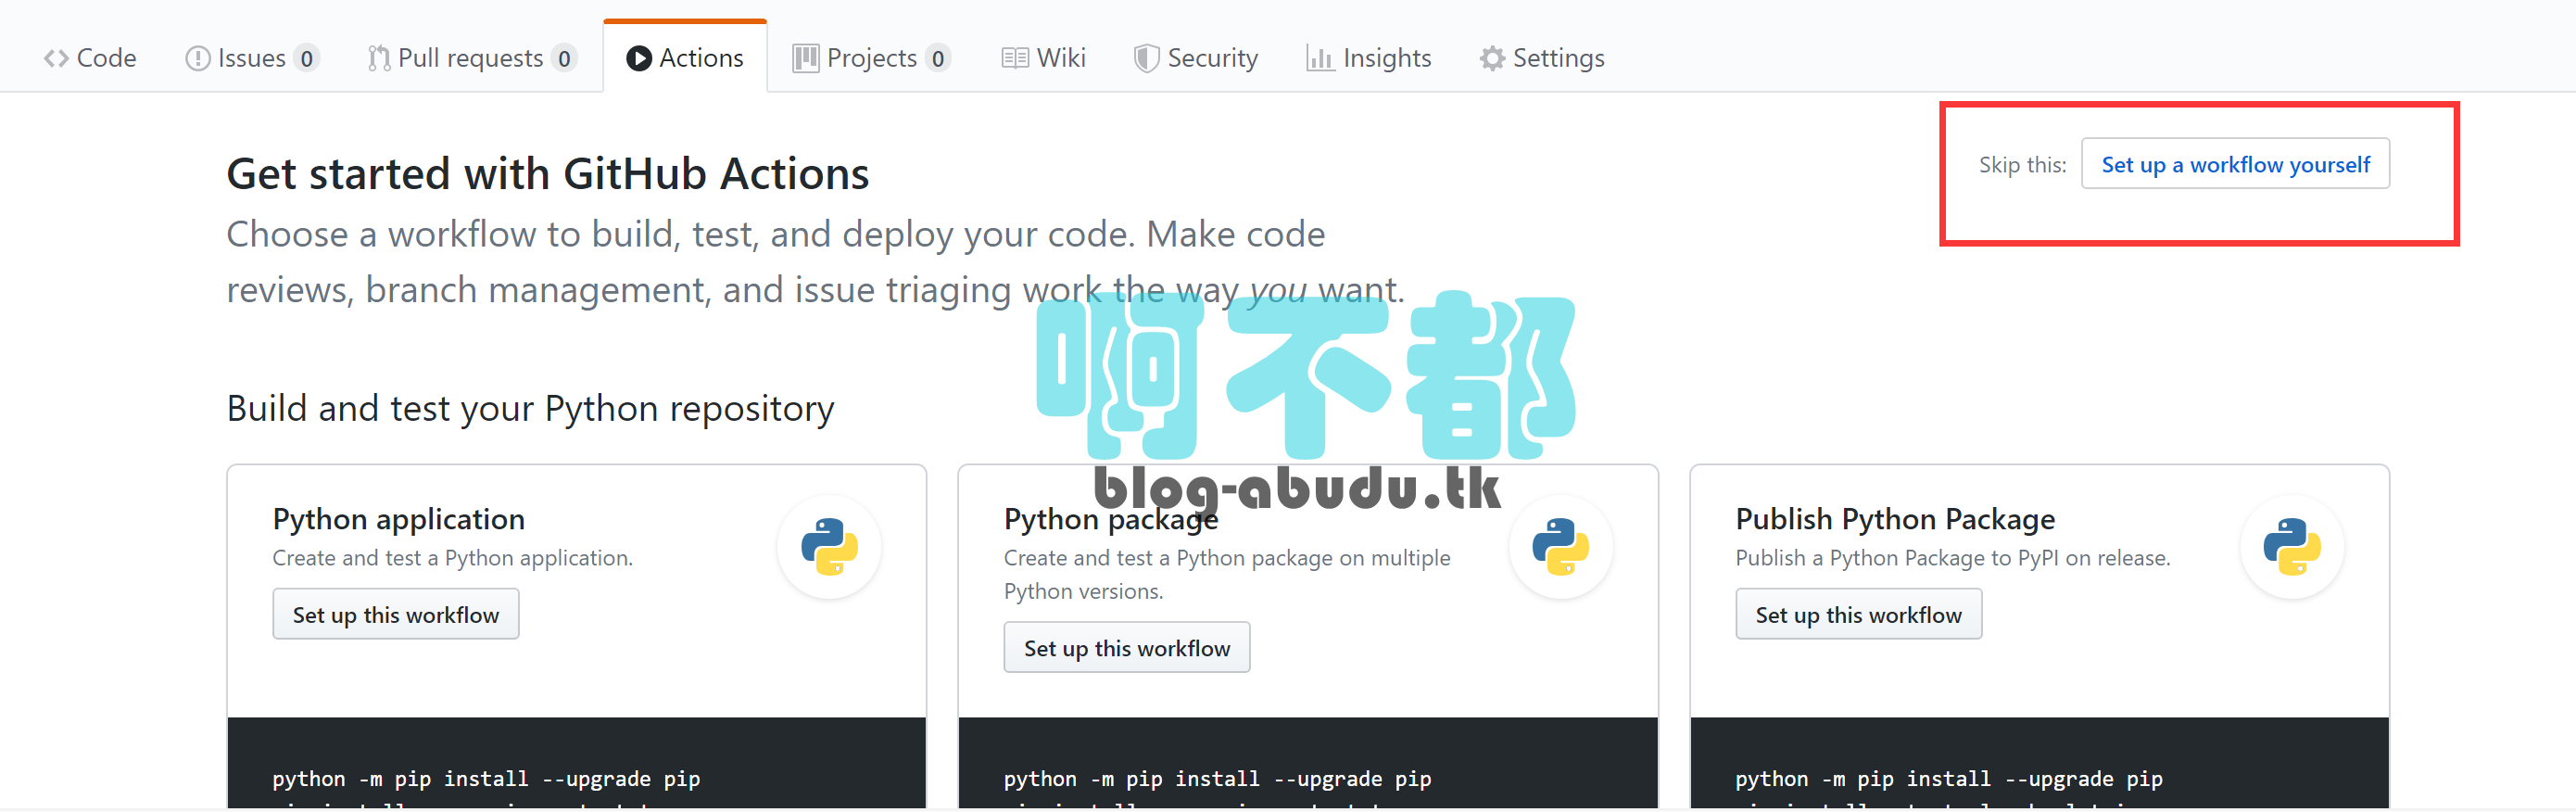 Code Issues 0 Pull requests 0 Actions Projects 0 Wiki Security Insights Settings
Skip this: Set up a workflow yourself
Get started with GitHub Actions
Choose a workflow to build, test, and deploy your code. Make code
reviews, branch management, and issue triaging work the way you want.
啊不都
blog-abudu.tk
Build and test your Python repository
Python application
Create and test a Python application.
Set up this workflow
python -m pip install --upgrade pip
Python package
Create and test a Python package on multiple
Python versions.
Set up this workflow
python -m pip install --upgrade pip
Publish Python Package
Publish a Python Package to PyPI on release.
Set up this workflow
python -m pip install --upgrade pip